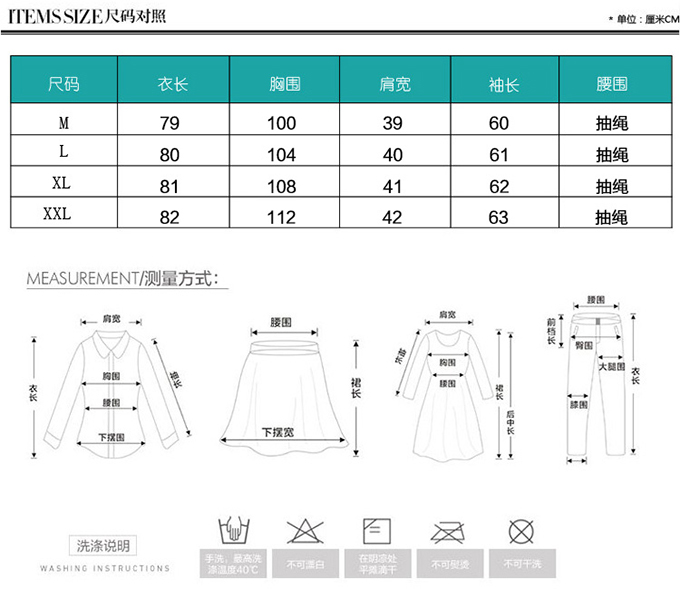 ITEMS SIZE 尺码对照
* 单位：厘米CM
尺码 衣长 胸围 肩宽 袖长 腰围
M 79 100 39 60 抽绳
L 80 104 40 61 抽绳
XL 81 108 41 62 抽绳
XXL 82 112 42 63 抽绳
MEASUREMENT/测量方式：
肩宽
衣长
胸围
腰围
下摆围
袖长
腰围
裙长
下摆宽
肩宽
袖长
胸围
腰围
裙长
后中长
腰围
前档长
臀围
大腿围
衣长
膝围
洗涤说明
WASHING INSTRUCTIONS
手洗，最高洗
涤温度40℃
不可漂白
在阴凉处
平摊滴干
不可熨烫
不可干洗